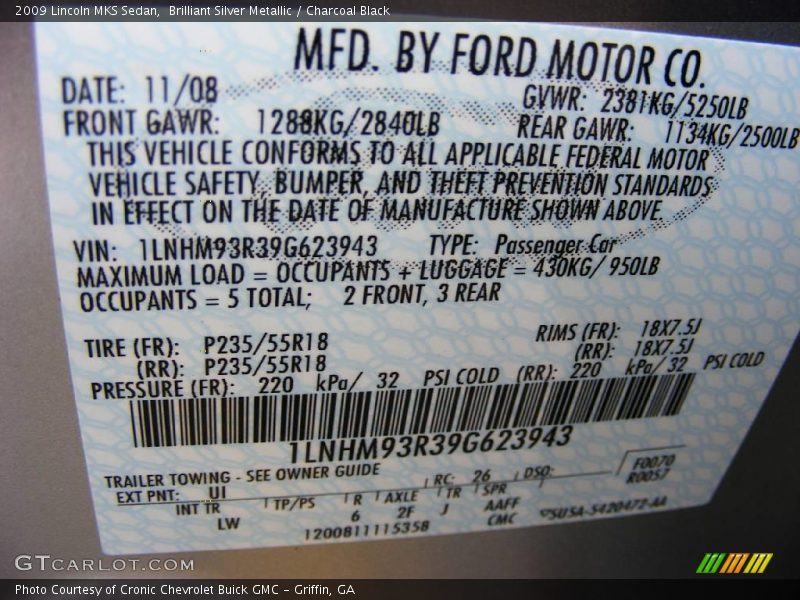 2009 Lincoln MKS Sedan, Brilliant Silver Metallic / Charcoal Black
MFD. BY FORD MOTOR CO.
DATE: 11/08 GVWR: 2381KG/5250LB
FRONT GAWR: 1288KG/2840LB REAR GAWR: 1134KG/2500LB
THIS VEHICLE CONFORMS TO ALL APPLICABLE FEDERAL MOTOR
VEHICLE SAFETY, BUMPER, AND THEFT PREVENTION STANDARDS
IN EFFECT ON THE DATE OF MANUFACTURE SHOWN ABOVE.
VIN: 1LNHM93R39G623943 TYPE: Passenger Car
MAXIMUM LOAD = OCCUPANTS + LUGGAGE = 430KG/ 950LB
OCCUPANTS = 5 TOTAL; 2 FRONT, 3 REAR
TIRE (FR): P235/55R18 RIMS (FR): 18X7.5J
(RR): P235/55R18 (RR): 18X7.5J
PRESSURE (FR): 220 kPa/ 32 PSI COLD (RR): 220 kPa/ 32 PSI COLD
1LNHM93R39G623943
TRAILER TOWING - SEE OWNER GUIDE
EXT PNT: UI RC: 26 DSO: F0070
R0057
INT TR TP/PS R AXLE TR SPR
LW 6 2F J AAFF
1200811115358 CMC 5U5A-5420472-AA
GTCARLOT.COM
Photo Courtesy of Cronic Chevrolet Buick GMC – Griffin, GA